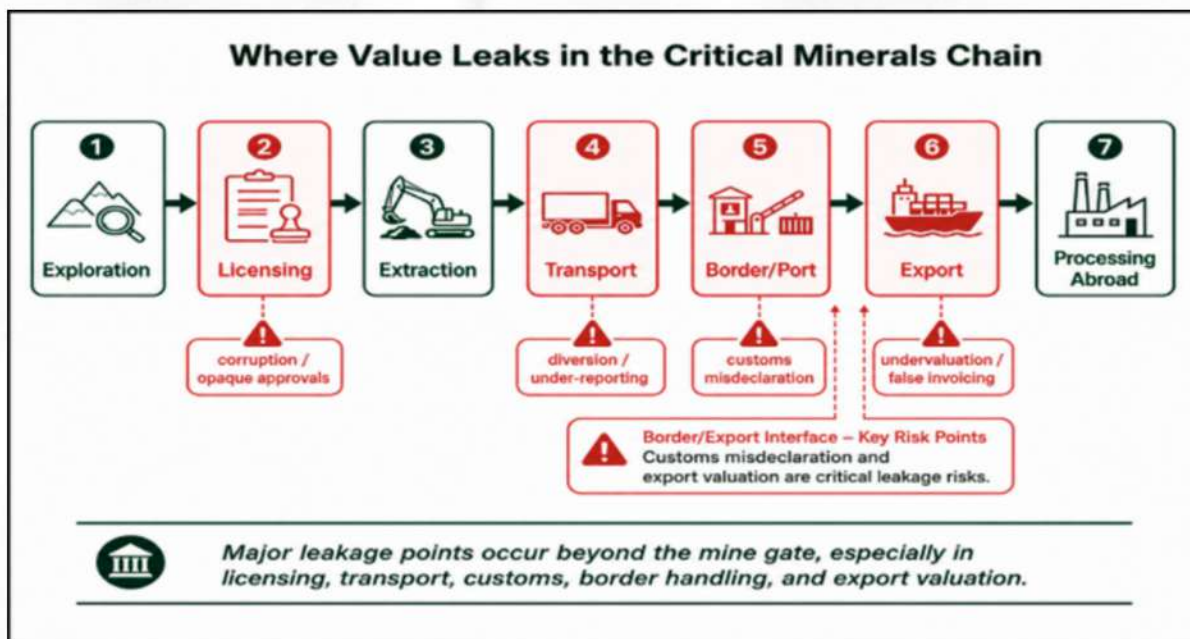 Where Value Leaks in the Critical Minerals Chain
1
Exploration
2
Licensing
3
Extraction
4
Transport
5
Border/Port
6
Export
7
Processing
Abroad
corruption /
opaque approvals
diversion /
under-reporting
customs
misdeclaration
undervaluation /
false invoicing
Border/Export Interface – Key Risk Points
Customs misdeclaration and
export valuation are critical leakage risks.
Major leakage points occur beyond the mine gate, especially in
licensing, transport, customs, border handling, and export valuation.